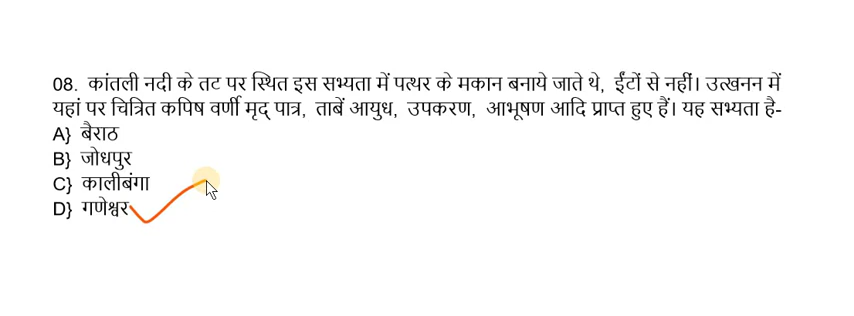 08. कांतली नदी के तट पर स्थित इस सभ्यता में पत्थर के मकान बनाये जाते थे, ईंटों से नहीं। उत्खनन में
यहां पर चित्रित कपिष वर्णी मृद् पात्र, ताबें आयुध, उपकरण, आभूषण आदि प्राप्त हुए हैं। यह सभ्यता है-
A} बैराठ
B} जोधपुर
C} कालीबंगा
D} गणेश्वर